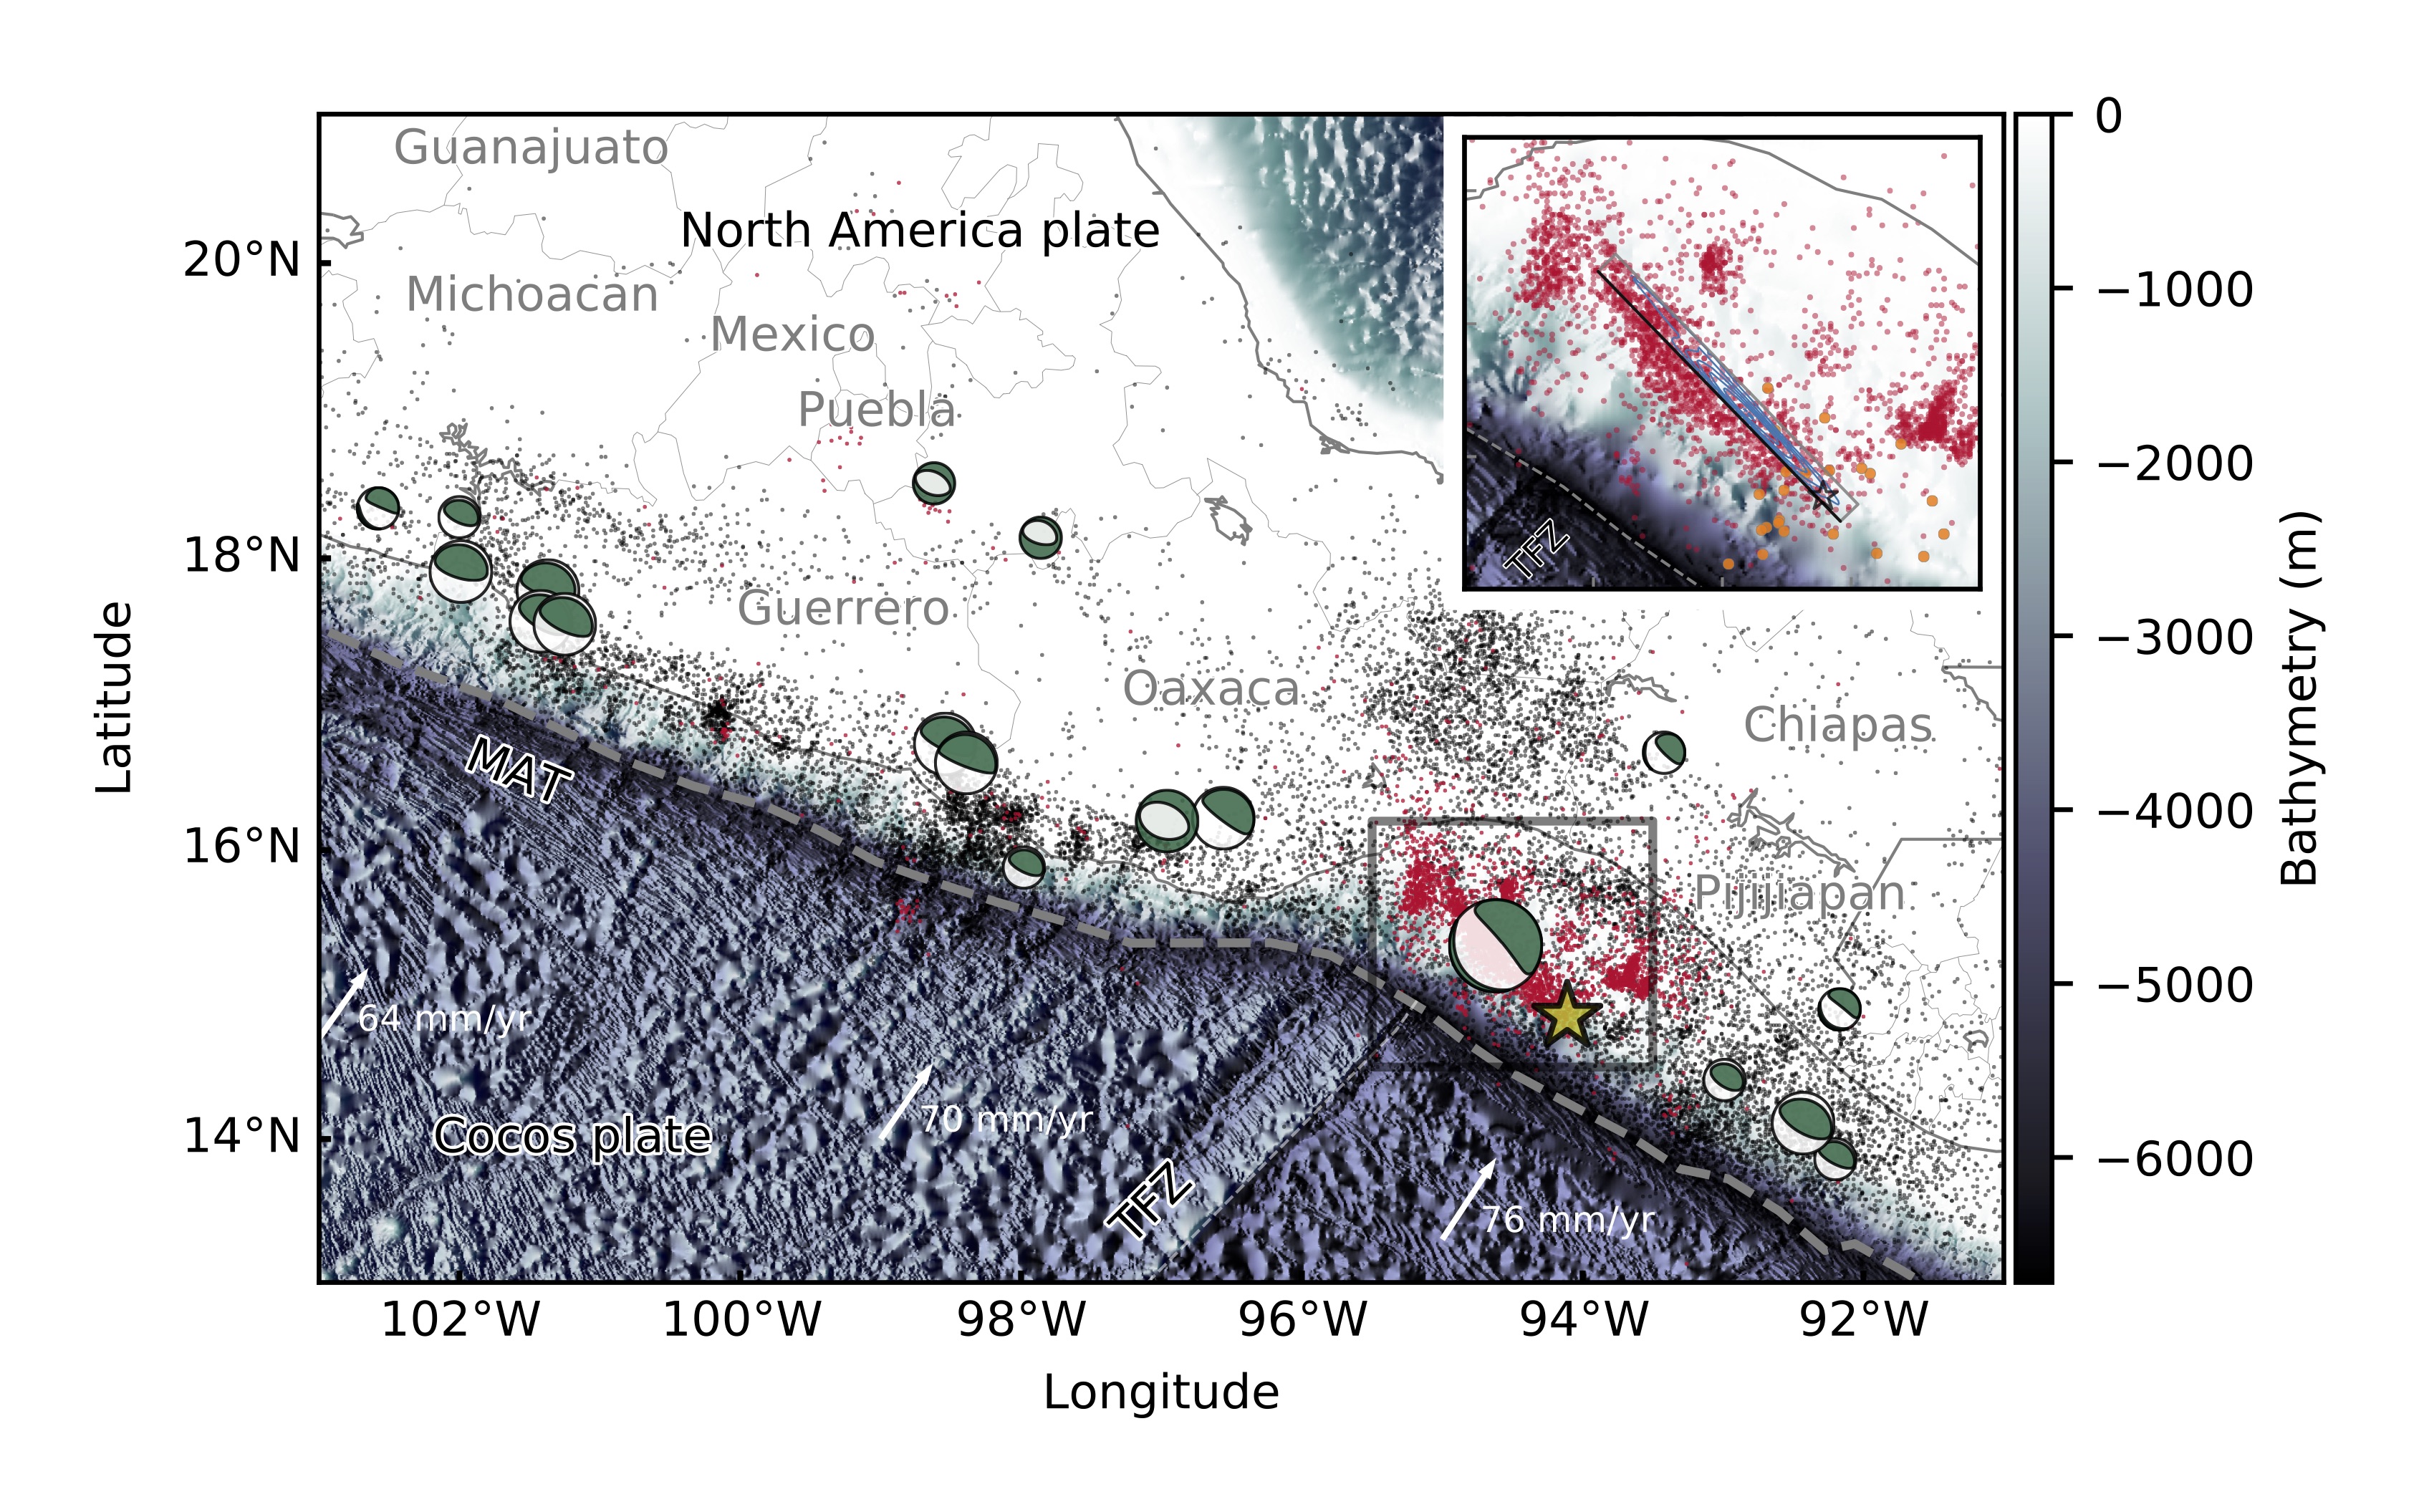 Guanajuato
North America plate
Michoacan
Mexico
Puebla
Guerrero
Oaxaca
Chiapas
Pijijiapan
MAT
Cocos plate
TFZ
64 mm/yr
70 mm/yr
76 mm/yr
TFZ
20°N
18°N
16°N
14°N
Latitude
102°W
100°W
98°W
96°W
94°W
92°W
Longitude
0
−1000
−2000
−3000
−4000
−5000
−6000
Bathymetry (m)